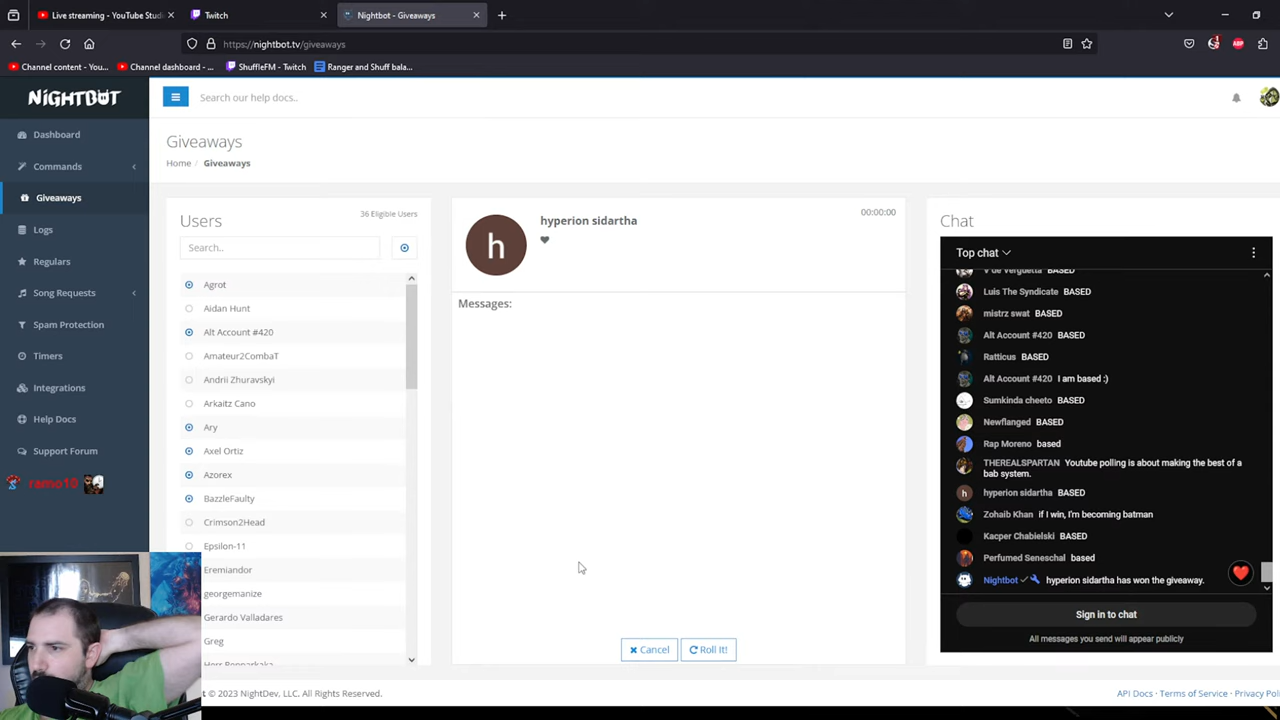 Live streaming - YouTube Stud
Twitch
Nightbot - Giveaways
https://nightbot.tv/giveaways
Channel content - You...
Channel dashboard - ...
ShuffleFM - Twitch
Ranger and Shuff bala...
NIGHTBOT
Search our help docs..
Dashboard
Commands
Giveaways
Logs
Regulars
Song Requests
Spam Protection
Timers
Integrations
Help Docs
Support Forum
ramo10
Giveaways
Home / Giveaways
Users
36 Eligible Users
Search..
Agrot
Aidan Hunt
Alt Account #420
Amateur2CombaT
Andrii Zhuravskyi
Arkaitz Cano
Ary
Axel Ortiz
Azorex
BazzleFaulty
Crimson2Head
Epsilon-11
Eremiandor
georgemanize
Gerardo Valladares
Greg
h
hyperion sidartha
00:00:00
Messages:
Cancel
Roll It!
Chat
Top chat
V de Verguetta BASED
Luis The Syndicate BASED
mistrz swat BASED
Alt Account #420 BASED
Ratticus BASED
Alt Account #420 I am based :)
Sumkinda cheeto BASED
Newflanged BASED
Rap Moreno based
THEREALSPARTAN Youtube polling is about making the best of a
bab system.
h hyperion sidartha BASED
Zohaib Khan if I win, I'm becoming batman
Kacper Chabielski BASED
Perfumed Seneschal based
Nightbot hyperion sidartha has won the giveaway.
Sign in to chat
All messages you send will appear publicly
© 2023 NightDev, LLC, All Rights Reserved.
API Docs · Terms of Service · Privacy Pol